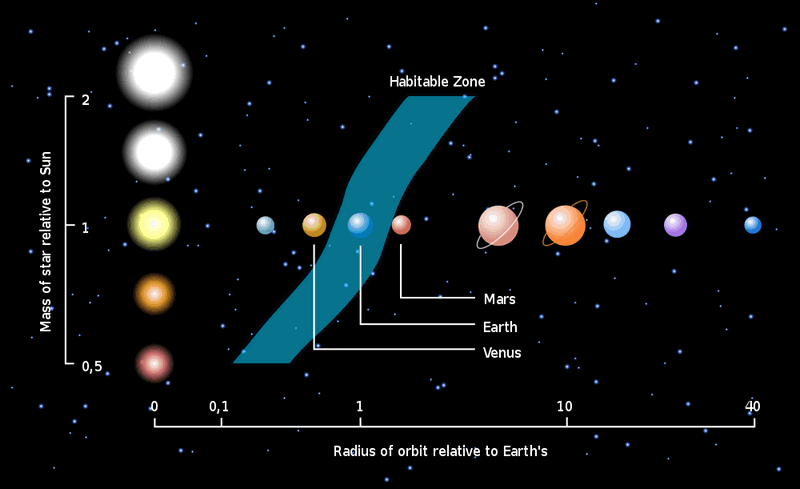 Habitable Zone
2
1
0,5
Mass of star relative to Sun
Mars
Earth
Venus
0 0,1 1 10 40
Radius of orbit relative to Earth's